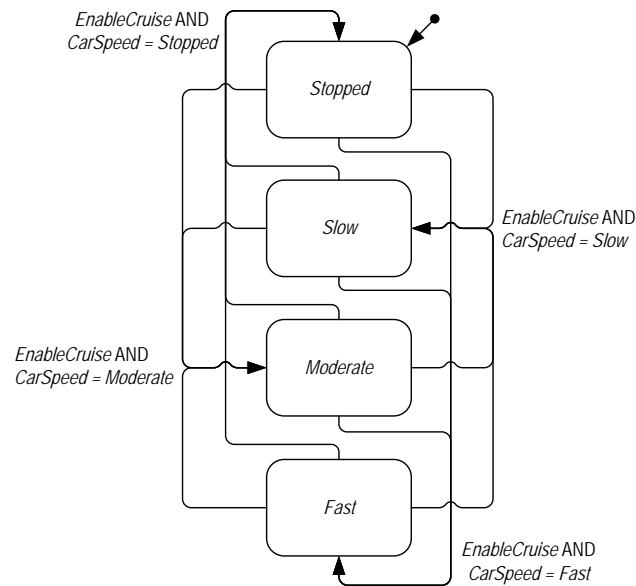 EnableCruise AND
CarSpeed = Stopped
Stopped
Slow
EnableCruise AND
CarSpeed = Slow
EnableCruise AND
CarSpeed = Moderate
Moderate
Fast
EnableCruise AND
CarSpeed = Fast